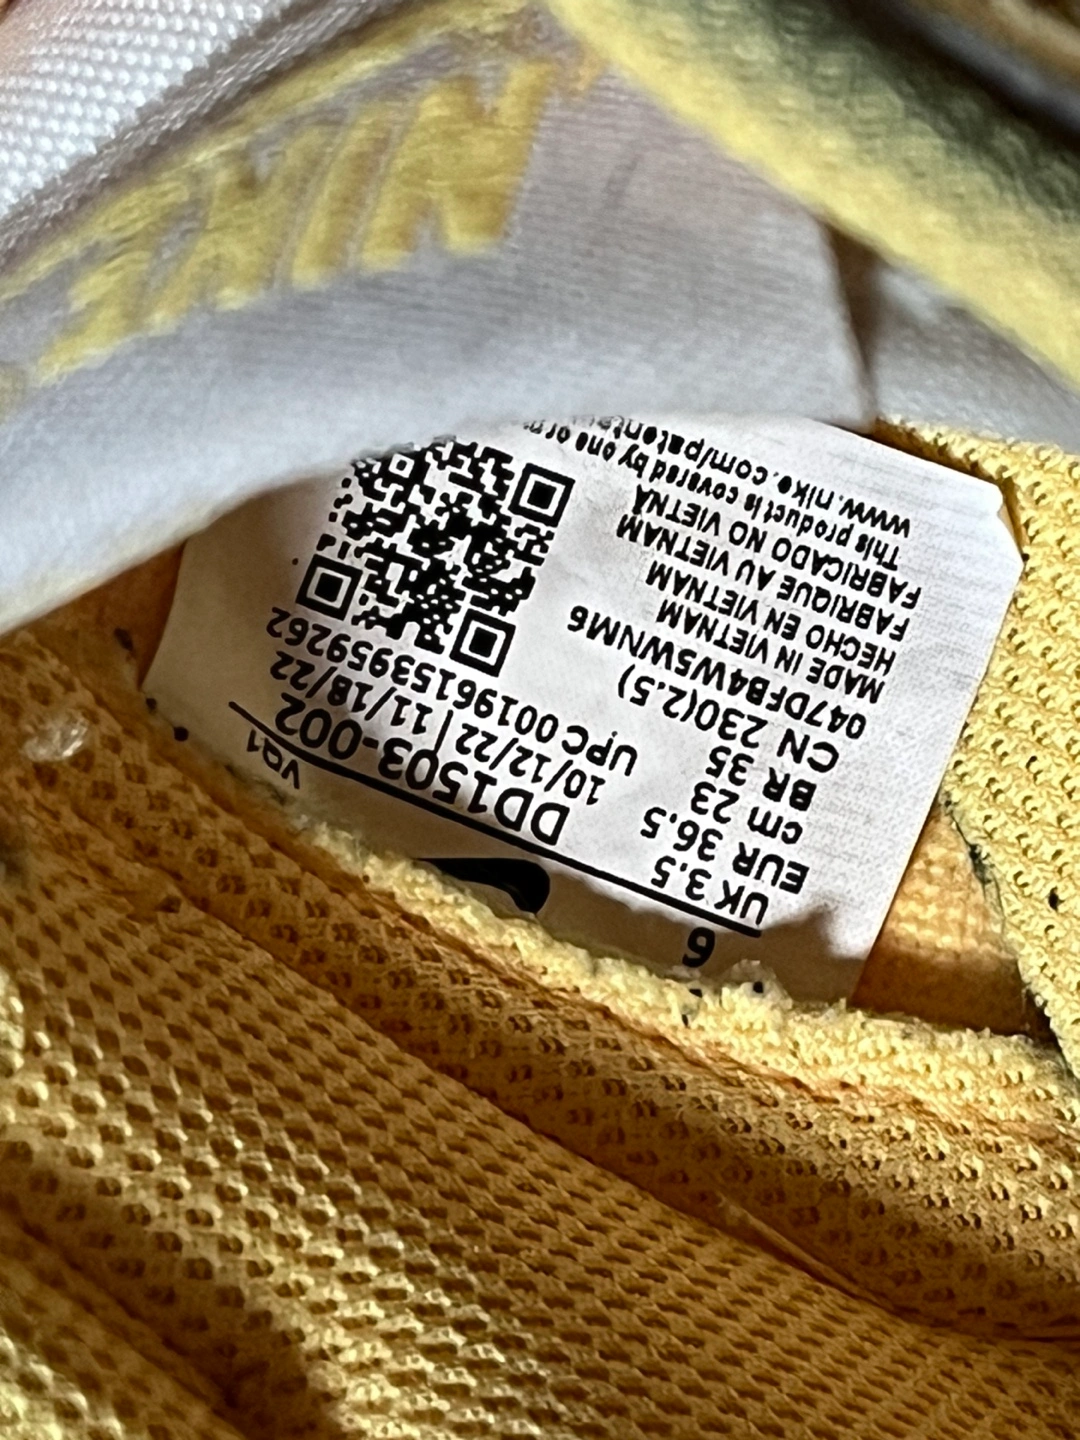 NIKE
6
UK 3.5
EUR 36.5
cm 23
BR 35
CN 230(2.5)
047DFB4W5WNM6
MADE IN VIETNAM
HECHO EN VIETNAM
FABRIQUE AU VIETNAM
FABRICADO NO VIETNÃ
This product is covered by one or
www.nike.com/patents
VQ1
DD1503-002
10/12/22 | 11/18/22
UPC 00196153959262